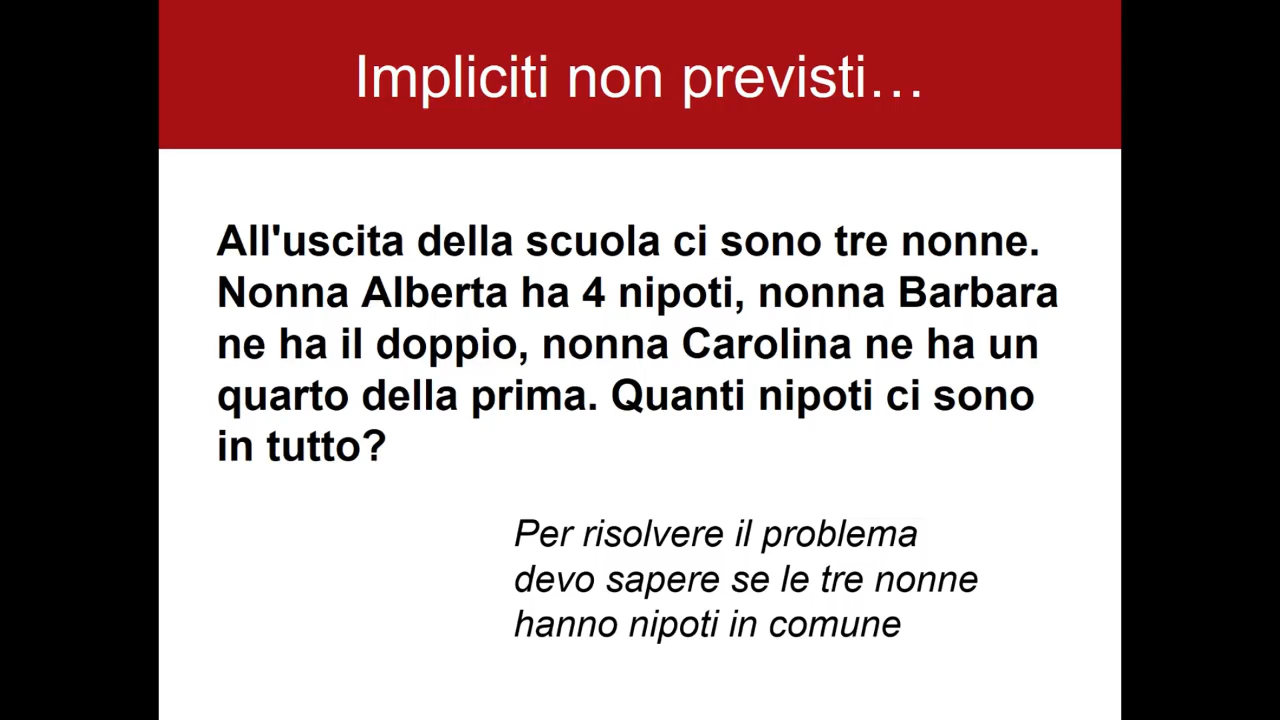 Impliciti non previsti…
All'uscita della scuola ci sono tre nonne.
Nonna Alberta ha 4 nipoti, nonna Barbara
ne ha il doppio, nonna Carolina ne ha un
quarto della prima. Quanti nipoti ci sono
in tutto?
Per risolvere il problema
devo sapere se le tre nonne
hanno nipoti in comune